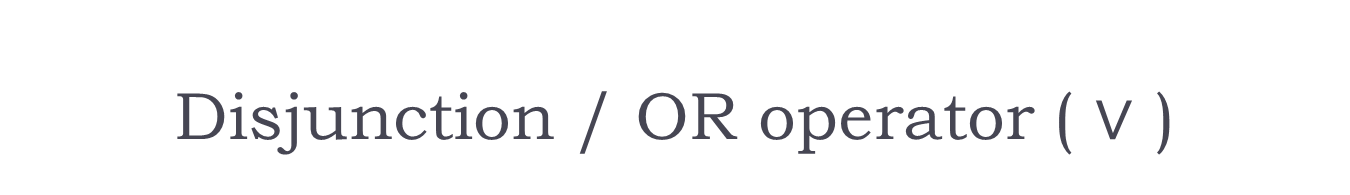 Disjunction / OR operator ( ∨ )